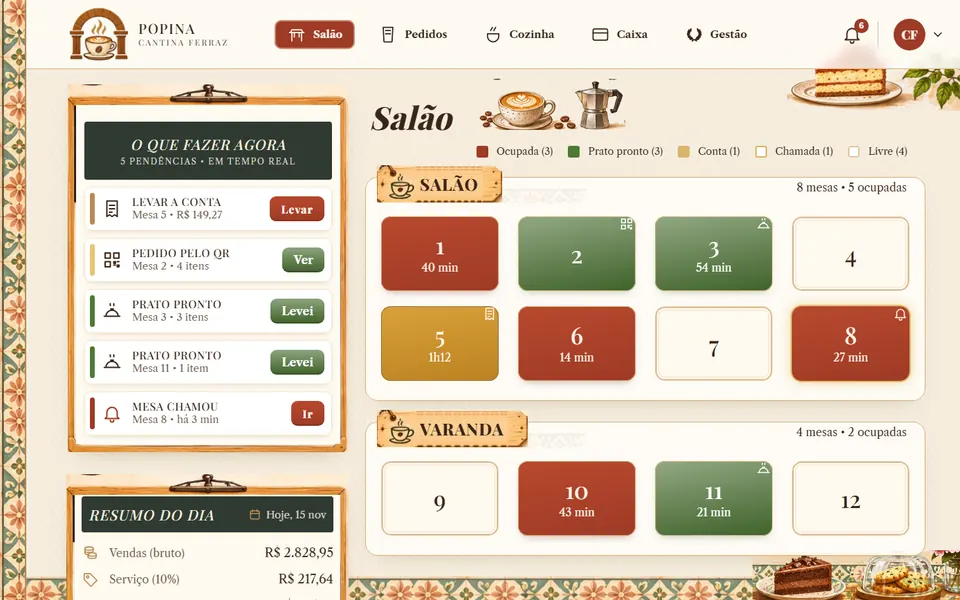 POPINA
CANTINA FERRAZ
Salão
Pedidos
Cozinha
Caixa
Gestão
6
CF
O QUE FAZER AGORA
5 PENDÊNCIAS • EM TEMPO REAL
LEVAR A CONTA
Mesa 5 • R$ 149,27
Levar
PEDIDO PELO QR
Mesa 2 • 4 itens
Ver
PRATO PRONTO
Mesa 3 • 3 itens
Levei
PRATO PRONTO
Mesa 11 • 1 item
Levei
MESA CHAMOU
Mesa 8 • há 3 min
Ir
RESUMO DO DIA
Hoje, 15 nov
Vendas (bruto)
R$ 2.828,95
Serviço (10%)
R$ 217,64
Salão
Ocupada (3)
Prato pronto (3)
Conta (1)
Chamada (1)
Livre (4)
SALÃO
8 mesas • 5 ocupadas
1
40 min
2
3
54 min
4
5
1h12
6
14 min
7
8
27 min
VARANDA
4 mesas • 2 ocupadas
9
10
43 min
11
21 min
12